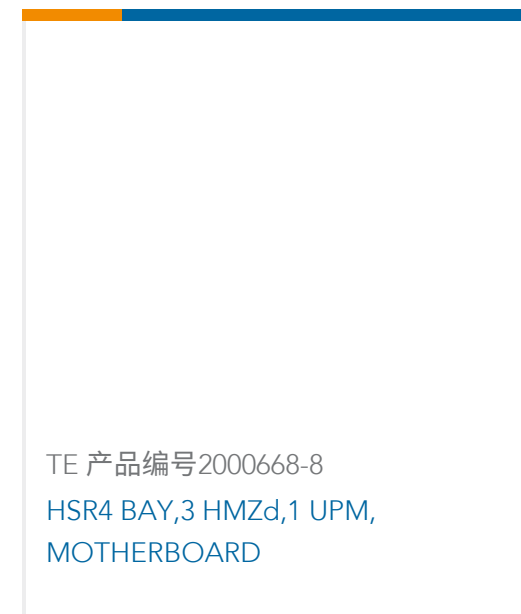 TE 产品编号2000668-8
HSR4 BAY,3 HMZd,1 UPM,
MOTHERBOARD